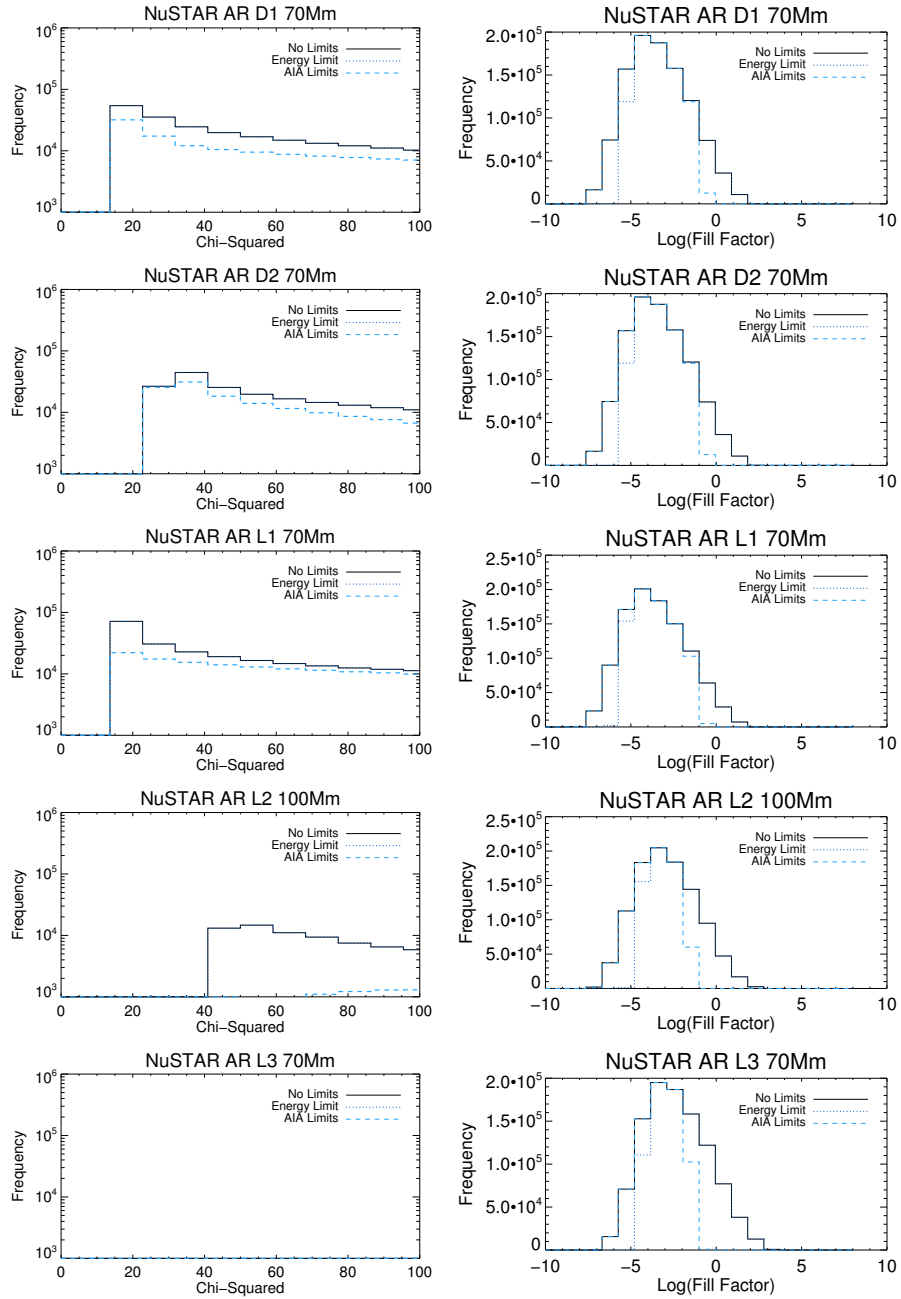 NuSTAR AR D1 70Mm
10^6
10^5
10^4
10^3
Frequency
No Limits
Energy Limit
AIA Limits
0 20 40 60 80 100
Chi-Squared
NuSTAR AR D1 70Mm
2.0•10^5
1.5•10^5
1.0•10^5
5.0•10^4
0
Frequency
No Limits
Energy Limit
AIA Limits
-10 -5 0 5 10
Log(Fill Factor)
NuSTAR AR D2 70Mm
10^6
10^5
10^4
10^3
Frequency
No Limits
Energy Limit
AIA Limits
0 20 40 60 80 100
Chi-Squared
NuSTAR AR D2 70Mm
2.0•10^5
1.5•10^5
1.0•10^5
5.0•10^4
0
Frequency
No Limits
Energy Limit
AIA Limits
-10 -5 0 5 10
Log(Fill Factor)
NuSTAR AR L1 70Mm
10^6
10^5
10^4
10^3
Frequency
No Limits
Energy Limit
AIA Limits
0 20 40 60 80 100
Chi-Squared
NuSTAR AR L1 70Mm
2.5•10^5
2.0•10^5
1.5•10^5
1.0•10^5
5.0•10^4
0
Frequency
No Limits
Energy Limit
AIA Limits
-10 -5 0 5 10
Log(Fill Factor)
NuSTAR AR L2 100Mm
10^6
10^5
10^4
10^3
Frequency
No Limits
Energy Limit
AIA Limits
0 20 40 60 80 100
Chi-Squared
NuSTAR AR L2 100Mm
2.5•10^5
2.0•10^5
1.5•10^5
1.0•10^5
5.0•10^4
0
Frequency
No Limits
Energy Limit
AIA Limits
-10 -5 0 5 10
Log(Fill Factor)
NuSTAR AR L3 70Mm
10^6
10^5
10^4
10^3
Frequency
No Limits
Energy Limit
AIA Limits
0 20 40 60 80 100
Chi-Squared
NuSTAR AR L3 70Mm
2.0•10^5
1.5•10^5
1.0•10^5
5.0•10^4
0
Frequency
No Limits
Energy Limit
AIA Limits
-10 -5 0 5 10
Log(Fill Factor)